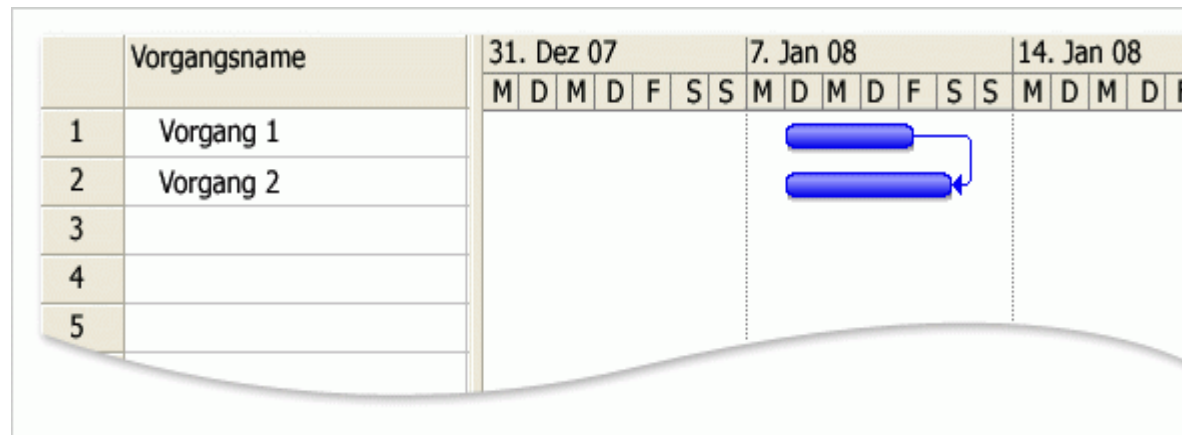 Vorgangsname
31. Dez 07 7. Jan 08 14. Jan 08
M D M D F S S M D M D F S S M D M D
1 Vorgang 1
2 Vorgang 2
3
4
5